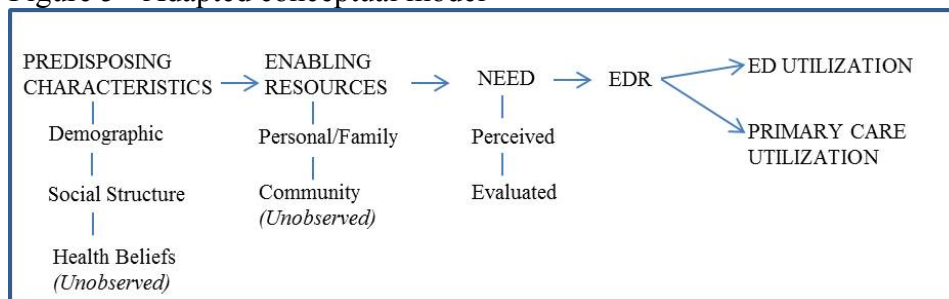 Figure - Adapted conceptual model
PREDISPOSING
CHARACTERISTICS
Demographic
Social Structure
Health Beliefs
(Unobserved)
ENABLING
RESOURCES
Personal/Family
Community
(Unobserved)
NEED
Perceived
Evaluated
EDR
ED UTILIZATION
PRIMARY CARE
UTILIZATION